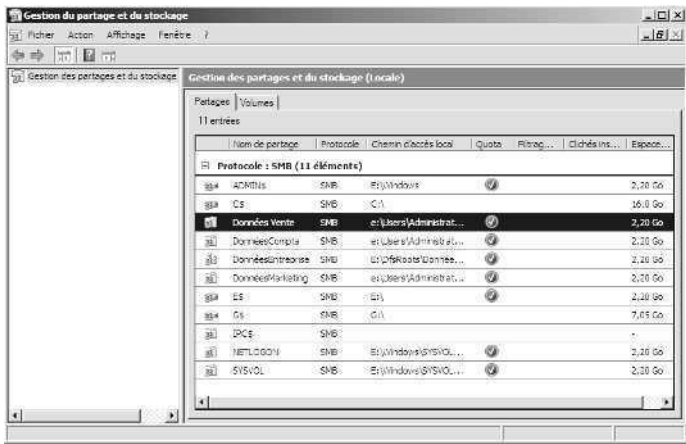 Gestion du partage et du stockage
Fichier Action Affichage Fenêtre ?
Gestion des partages et du stockage
Gestion des partages et du stockage (Locale)
Partages Volumes
11 entrées
Nom de partage Protocole Chemin d'accès local Quota Filtrag... Clichés ins... Espace...
Protocole : SMB (11 éléments)
ADMIN$ SMB E:\Windows 2,20 Go
C$ SMB C:\ 16,0 Go
Données Vente SMB e:\Users\Administrat... 2,20 Go
DonnéesCompta SMB e:\Users\Administrat... 2,20 Go
DonnéesEntreprise SMB E:\DfsRoots\Donnée... 2,20 Go
DonnéesMarketing SMB e:\Users\Administrat... 2,20 Go
E$ SMB E:\ 2,20 Go
G$ SMB G:\ 7,05 Go
IPC$ SMB -
NETLOGON SMB E:\Windows\SYSVOL... 2,20 Go
SYSVOL SMB E:\Windows\SYSVOL... 2,20 Go